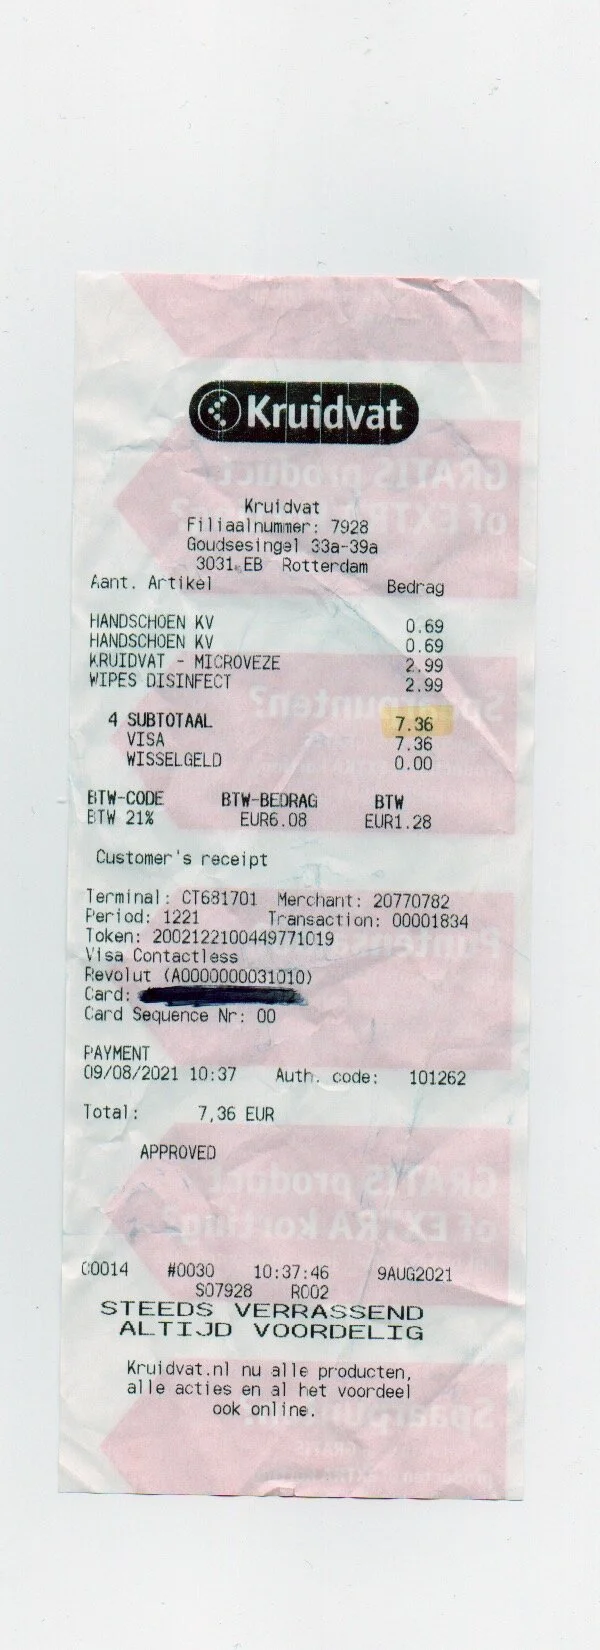 Kruidvat
Kruidvat
Filiaalnummer: 7928
Goudsesingel 33a-39a
3031 EB Rotterdam
Aant. Artikel Bedrag
HANDSCHOEN KV 0.69
HANDSCHOEN KV 0.69
KRUIDVAT - MICROVEZE 2.99
WIPES DISINFECT 2.99
4 SUBTOTAAL 7.36
VISA 7.36
WISSELGELD 0.00
BTW-CODE BTW-BEDRAG BTW
BTW 21% EUR6.08 EUR1.28
Customer's receipt
Terminal: CT681701 Merchant: 20770782
Period: 1221 Transaction: 00001834
Token: 2002122100449771019
Visa Contactless
Revolut (A0000000031010)
Card:
Card Sequence Nr: 00
PAYMENT
09/08/2021 10:37 Auth. code: 101262
Total: 7,36 EUR
APPROVED
00014 #0030 10:37:46 9AUG2021
S07928 R002
STEEDS VERRASSEND
ALTIJD VOORDELIG
Kruidvat.nl nu alle producten,
alle acties en al het voordeel
ook online.